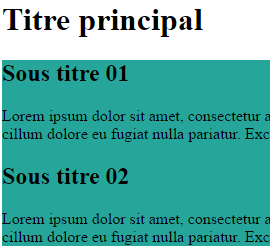 Titre principal
Sous titre 01
Lorem ipsum dolor sit amet, consectetur a
cillum dolore eu fugiat nulla pariatur. Exc
Sous titre 02
Lorem ipsum dolor sit amet, consectetur a
cillum dolore eu fugiat nulla pariatur. Exc